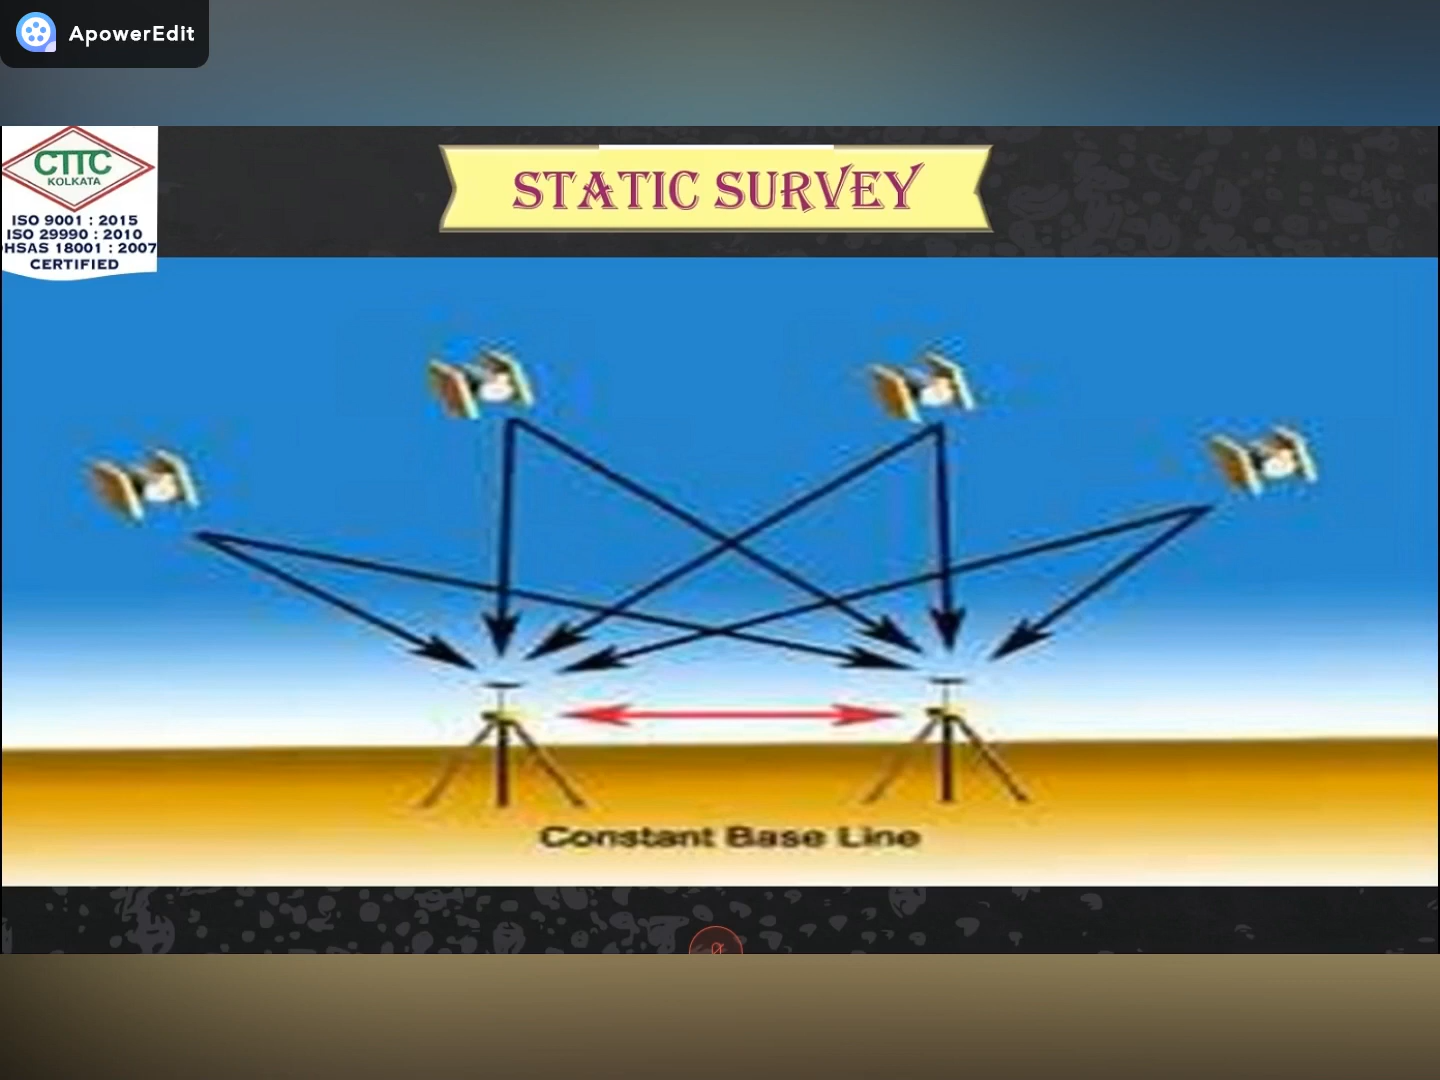 ApowerEdit
CTTC
KOLKATA
ISO 9001 : 2015
ISO 29990 : 2010
HSAS 18001 : 2007
CERTIFIED
STATIC SURVEY
Constant Base Line